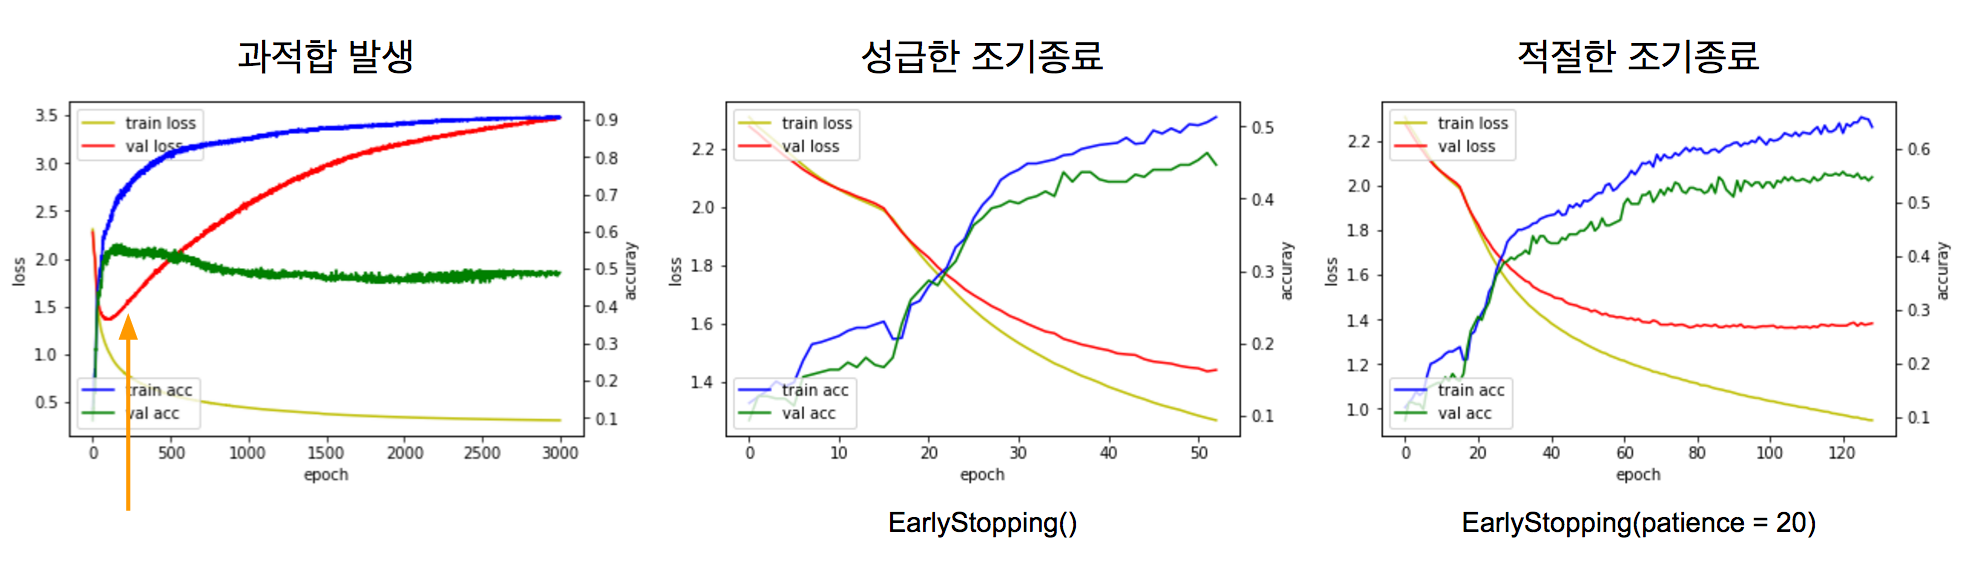 과적합 발생
3.5
3.0
2.5
2.0
1.5
1.0
0.5
loss
train loss
val loss
train acc
val acc
0.9
0.8
0.7
0.6
0.5
0.4
0.3
0.2
0.1
accuray
0 500 1000 1500 2000 2500 3000
epoch
성급한 조기종료
2.2
2.0
1.8
1.6
1.4
loss
train loss
val loss
train acc
val acc
0.5
0.4
0.3
0.2
0.1
accuray
0 10 20 30 40 50
epoch
EarlyStopping()
적절한 조기종료
2.2
2.0
1.8
1.6
1.4
1.2
1.0
loss
train loss
val loss
train acc
val acc
0.6
0.5
0.4
0.3
0.2
0.1
accuray
0 20 40 60 80 100 120
epoch
EarlyStopping(patience = 20)